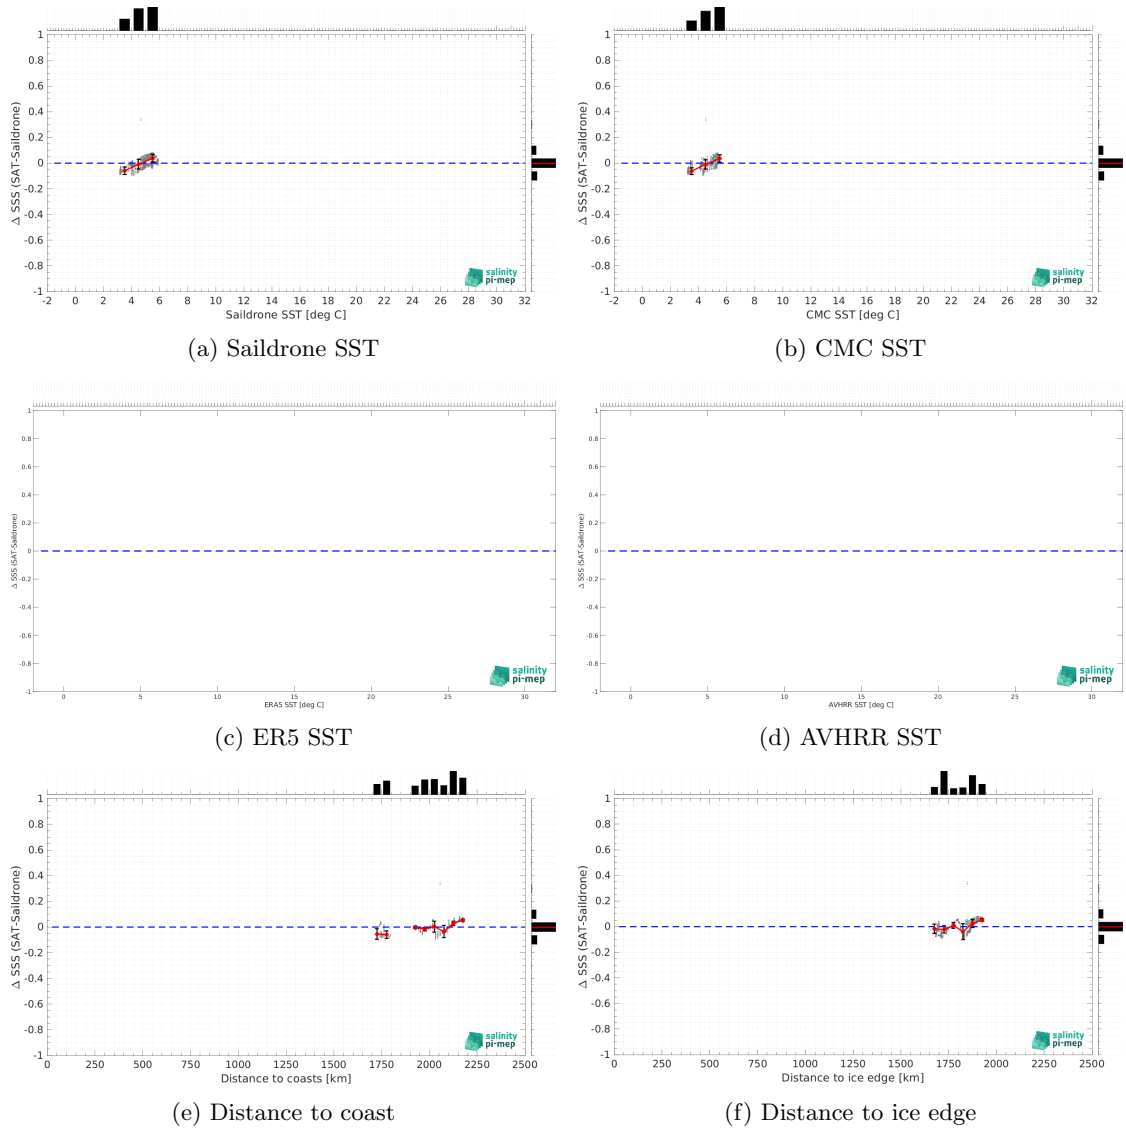 1
0.8
0.6
0.4
0.2
0
-0.2
-0.4
-0.6
-0.8
-1
Δ SSS (SAT-Saildrone)
salinity
pi-mep
-2 0 2 4 6 8 10 12 14 16 18 20 22 24 26 28 30 32
Saildrone SST [deg C]
(a) Saildrone SST
1
0.8
0.6
0.4
0.2
0
-0.2
-0.4
-0.6
-0.8
-1
Δ SSS (SAT-Saildrone)
salinity
pi-mep
-2 0 2 4 6 8 10 12 14 16 18 20 22 24 26 28 30 32
CMC SST [deg C]
(b) CMC SST
1
0.8
0.6
0.4
0.2
0
-0.2
-0.4
-0.6
-0.8
-1
Δ SSS (SAT-Saildrone)
salinity
pi-mep
0 5 10 15 20 25 30
ERA5 SST [deg C]
(c) ER5 SST
1
0.8
0.6
0.4
0.2
0
-0.2
-0.4
-0.6
-0.8
-1
Δ SSS (SAT-Saildrone)
salinity
pi-mep
0 5 10 15 20 25 30
AVHRR SST [deg C]
(d) AVHRR SST
1
0.8
0.6
0.4
0.2
0
-0.2
-0.4
-0.6
-0.8
-1
Δ SSS (SAT-Saildrone)
salinity
pi-mep
0 250 500 750 1000 1250 1500 1750 2000 2250 2500
Distance to coasts [km]
(e) Distance to coast
1
0.8
0.6
0.4
0.2
0
-0.2
-0.4
-0.6
-0.8
-1
Δ SSS (SAT-Saildrone)
salinity
pi-mep
0 250 500 750 1000 1250 1500 1750 2000 2250 2500
Distance to ice edge [km]
(f) Distance to ice edge